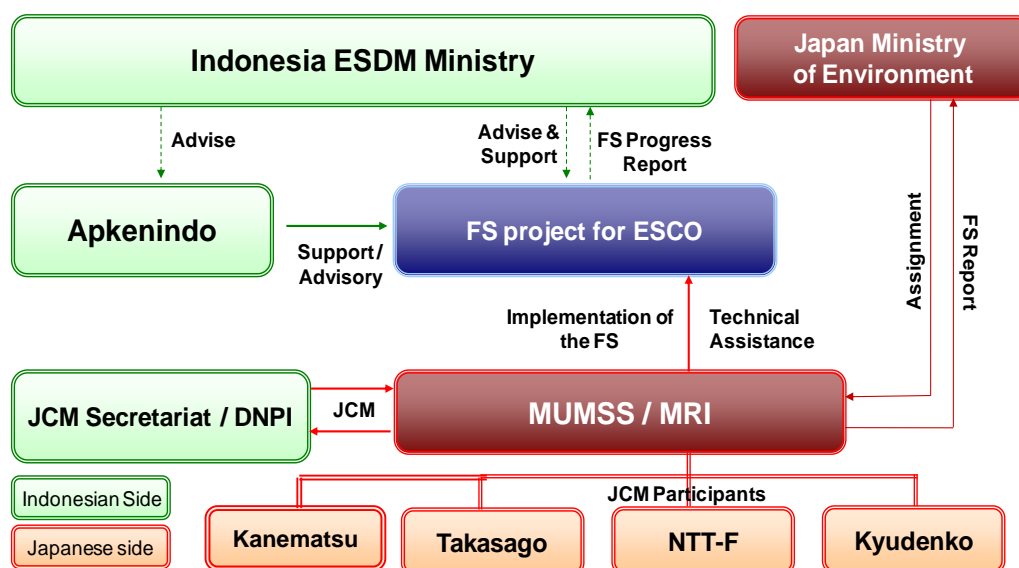 Indonesia ESDM Ministry
Japan Ministry
of Environment
Advise
Advise &
Support
FS Progress
Report
Apkenindo
Support /
Advisory
FS project for ESCO
Assignment
FS Report
Implementation of
the FS
Technical
Assistance
JCM Secretariat / DNPI
JCM
MUMSS / MRI
Indonesian Side
Japanese side
JCM Participants
Kanematsu
Takasago
NTT-F
Kyudenko